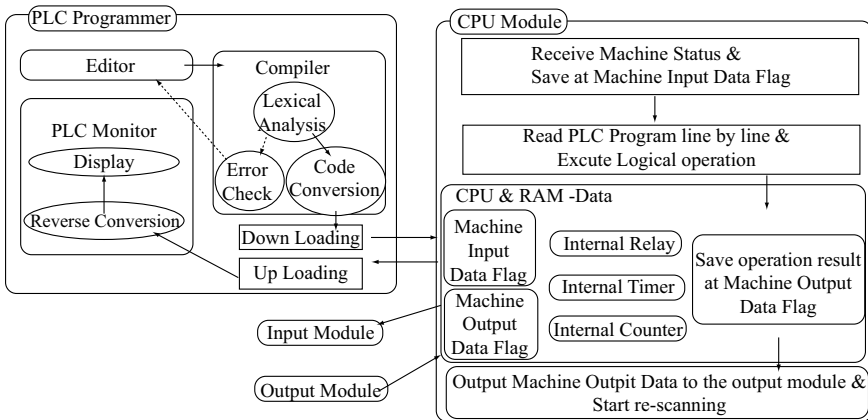 PLC Programmer
Editor
Compiler
Lexical
Analysis
PLC Monitor
Display
Error
Check
Code
Conversion
Reverse Conversion
Down Loading
Up Loading
Input Module
Output Module
CPU Module
Receive Machine Status &
Save at Machine Input Data Flag
Read PLC Program line by line &
Excute Logical operation
CPU & RAM -Data
Machine
Input
Data Flag
Internal Relay
Internal Timer
Internal Counter
Machine
Output
Data Flag
Save operation result
at Machine Output
Data Flag
Output Machine Outpit Data to the output module &
Start re-scanning